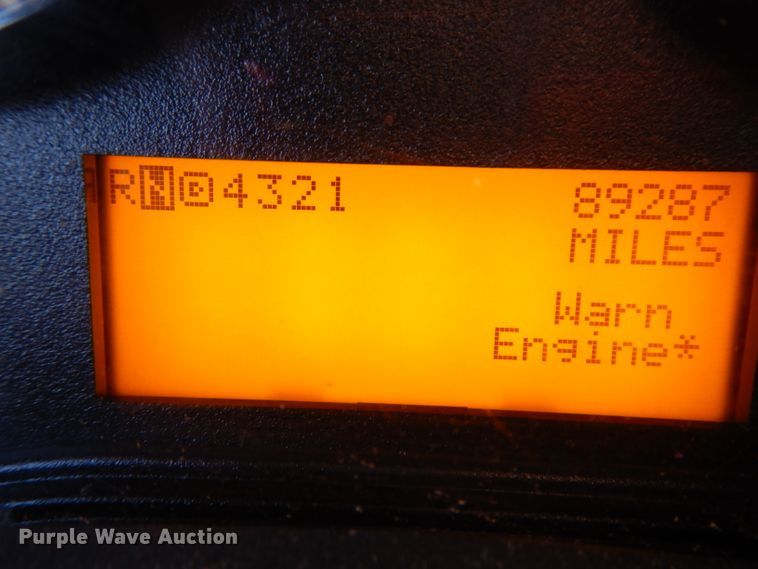 RNⒹ4321 89287
MILES
Warn
Engine*
Purple Wave Auction